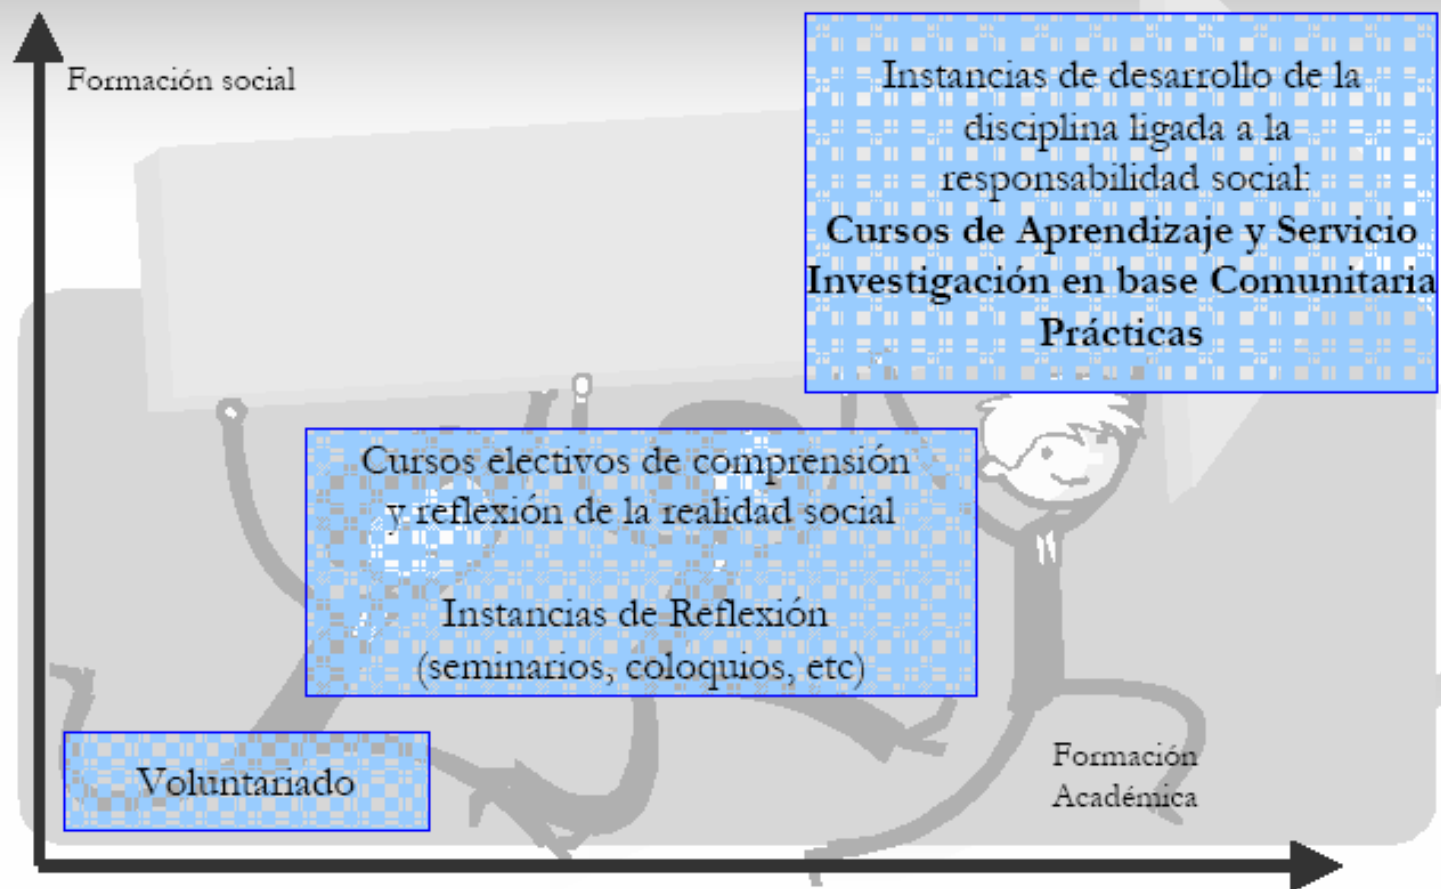 Formación social
Instancias de desarrollo de la
disciplina ligada a la
responsabilidad social:
Cursos de Aprendizaje y Servicio
Investigación en base Comunitaria
Prácticas
Cursos electivos de comprensión
y reflexión de la realidad social
Instancias de Reflexión
(seminarios, coloquios, etc)
Voluntariado
Formación
Académica